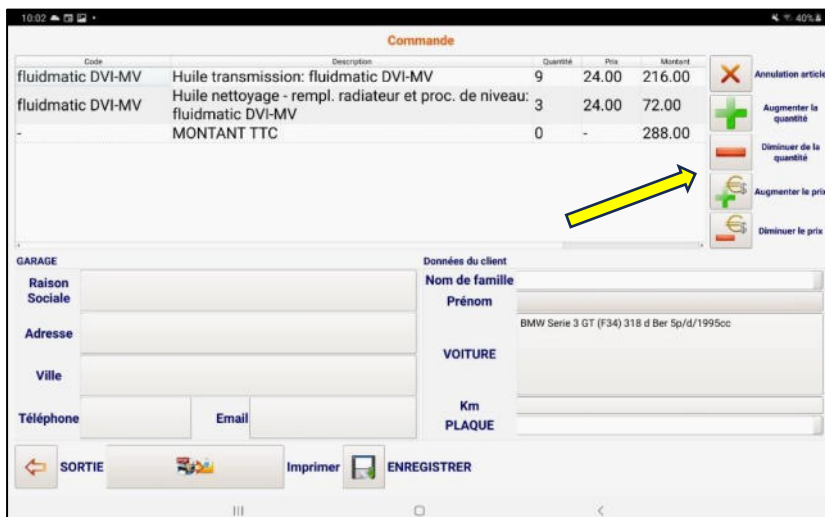 10:02
40%
Commande
Code Description Quantité Prix Montant
fluidmatic DVI-MV Huile transmission: fluidmatic DVI-MV 9 24.00 216.00
fluidmatic DVI-MV Huile nettoyage - rempl. radiateur et proc. de niveau: fluidmatic DVI-MV 3 24.00 72.00
- MONTANT TTC 0 - 288.00
Annulation article
Augmenter la
quantité
Diminuer de la
quantité
Augmenter le prix
Diminuer le prix
GARAGE
Raison
Sociale
Adresse
Ville
Téléphone Email
Données du client
Nom de famille
Prénom
VOITURE BMW Serie 3 GT (F34) 318 d Ber 5p/d/1995cc
Km
PLAQUE
SORTIE Imprimer ENREGISTRER